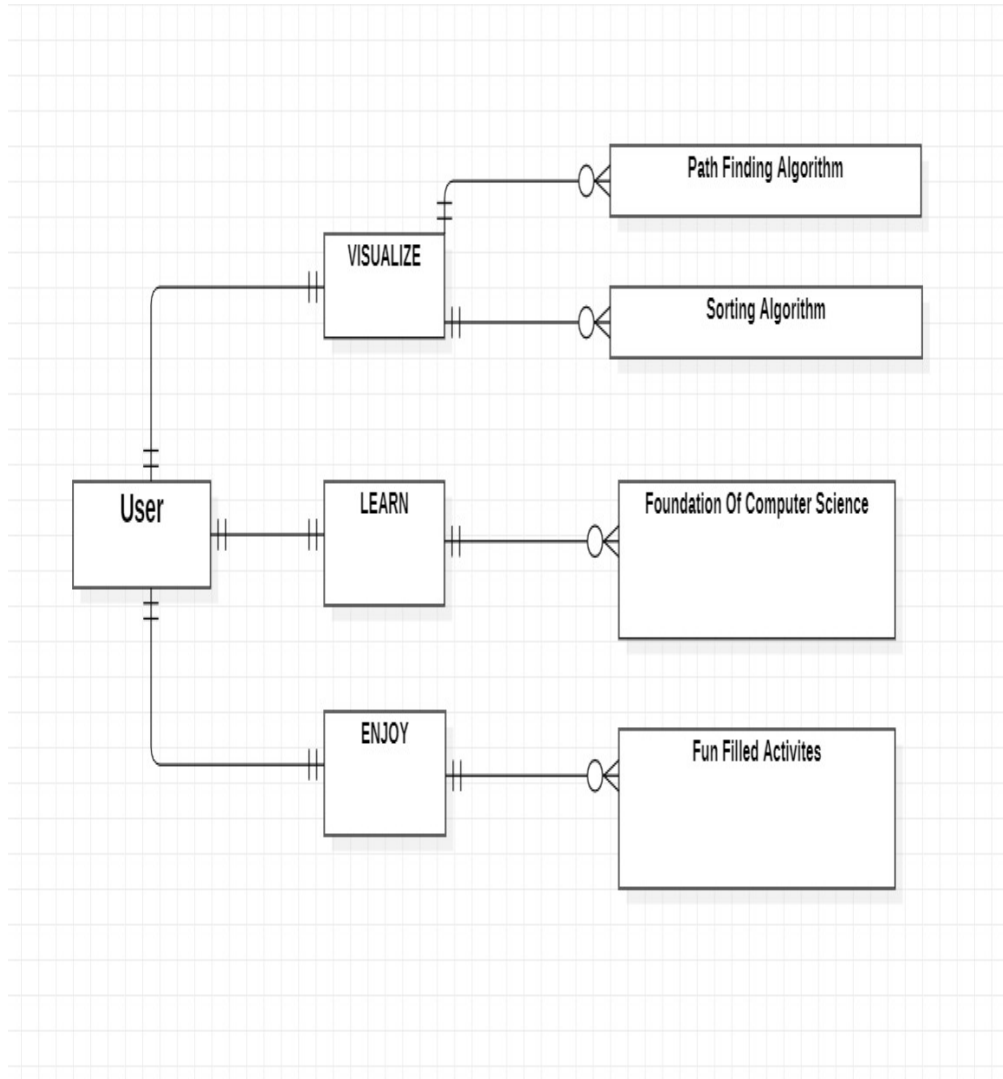 Path Finding Algorithm
VISUALIZE
Sorting Algorithm
User
LEARN
Foundation Of Computer Science
ENJOY
Fun Filled Activites